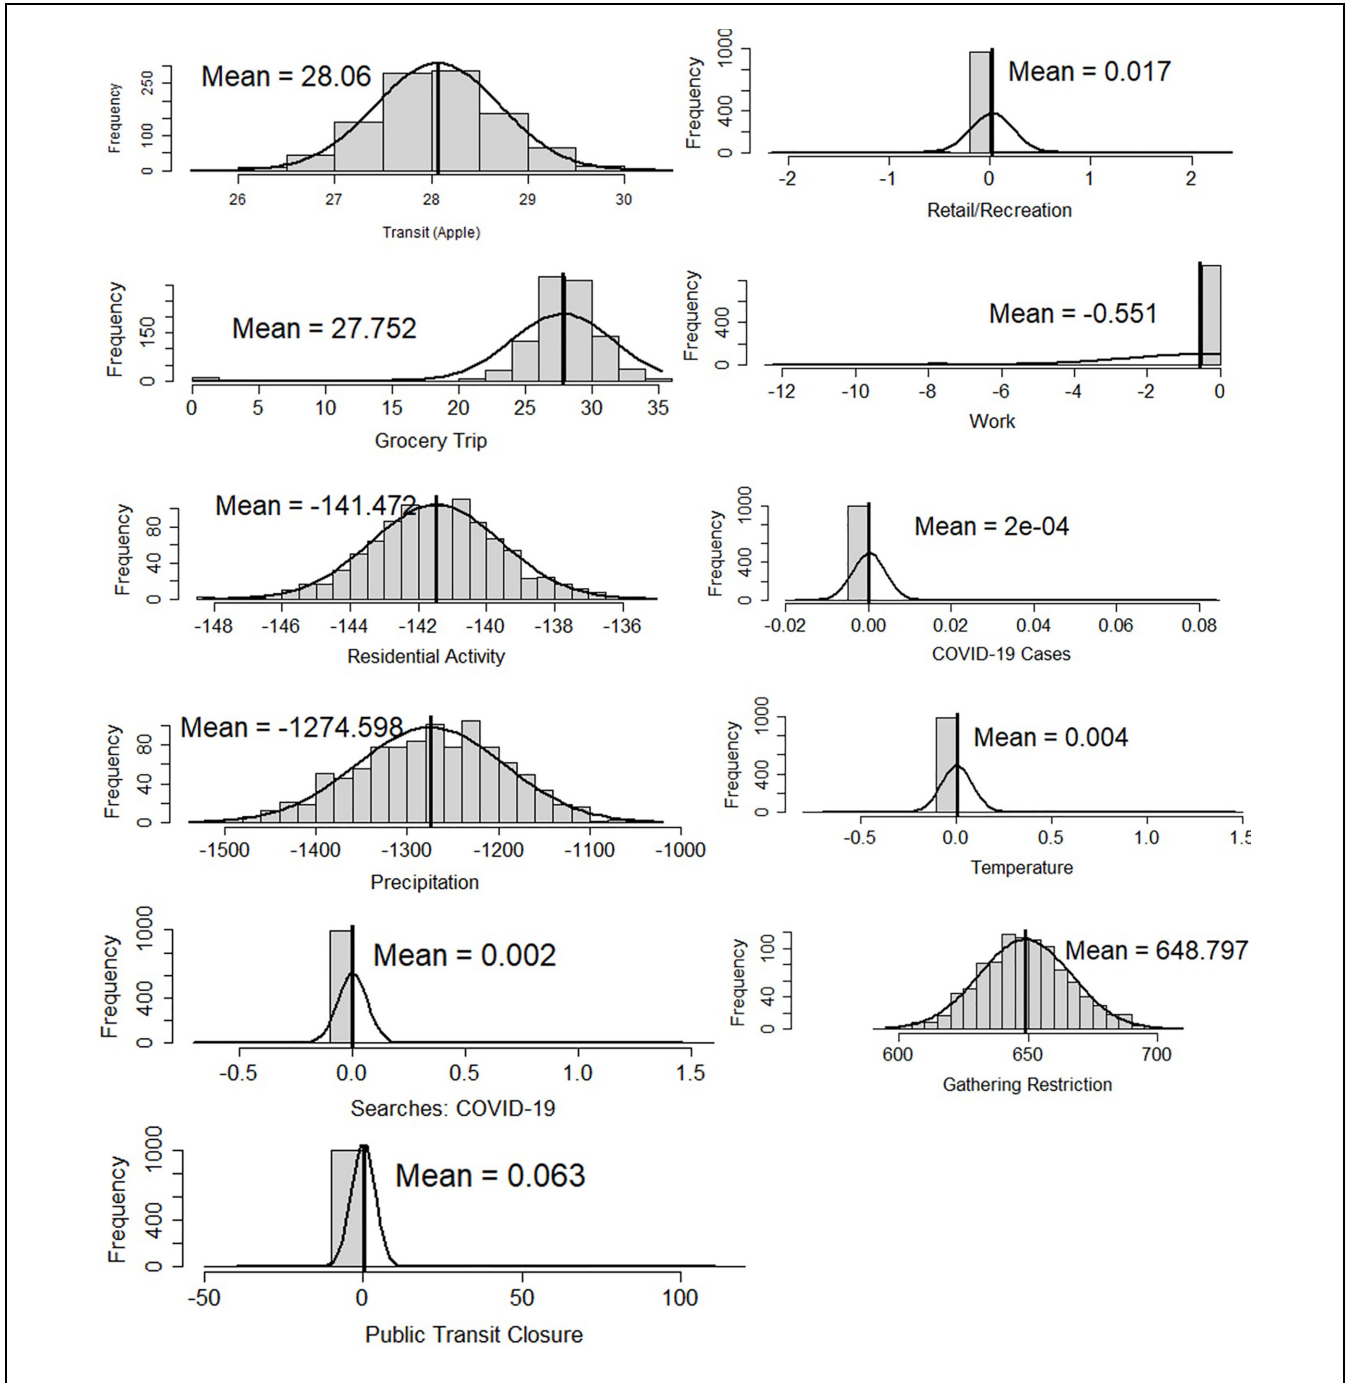 Mean = 28.06
Frequency
0 100 250
26 27 28 29 30
Transit (Apple)
Mean = 0.017
Frequency
0 400 1000
-2 -1 0 1 2
Retail/Recreation
Mean = 27.752
Frequency
0 150
0 5 10 15 20 25 30 35
Grocery Trip
Mean = -0.551
Frequency
0 400
-12 -10 -8 -6 -4 -2 0
Work
Mean = -141.472
Frequency
0 40 80
-148 -146 -144 -142 -140 -138 -136
Residential Activity
Mean = 2e-04
Frequency
0 400 1000
-0.02 0.00 0.02 0.04 0.06 0.08
COVID-19 Cases
Mean = -1274.598
Frequency
0 40 80
-1500 -1400 -1300 -1200 -1100 -1000
Precipitation
Mean = 0.004
Frequency
0 400 1000
-0.5 0.0 0.5 1.0 1.5
Temperature
Mean = 0.002
Frequency
0 400 1000
-0.5 0.0 0.5 1.0 1.5
Searches: COVID-19
Mean = 648.797
Frequency
0 40 100
600 650 700
Gathering Restriction
Mean = 0.063
Frequency
0 400 1000
-50 0 50 100
Public Transit Closure